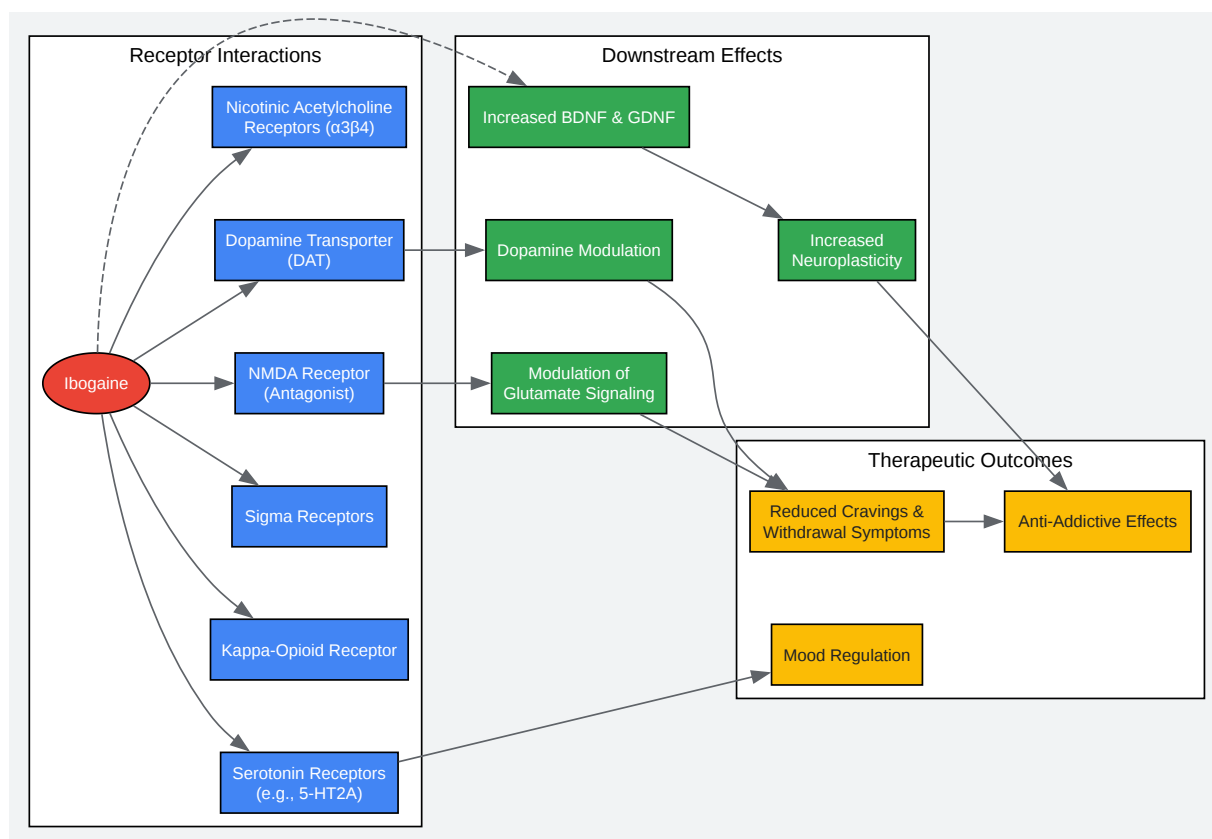 Receptor Interactions
Nicotinic Acetylcholine
Receptors (α3β4)
Dopamine Transporter
(DAT)
Ibogaine
NMDA Receptor
(Antagonist)
Sigma Receptors
Kappa-Opioid Receptor
Serotonin Receptors
(e.g., 5-HT2A)
Downstream Effects
Increased BDNF & GDNF
Dopamine Modulation
Increased
Neuroplasticity
Modulation of
Glutamate Signaling
Therapeutic Outcomes
Reduced Cravings &
Withdrawal Symptoms
Anti-Addictive Effects
Mood Regulation